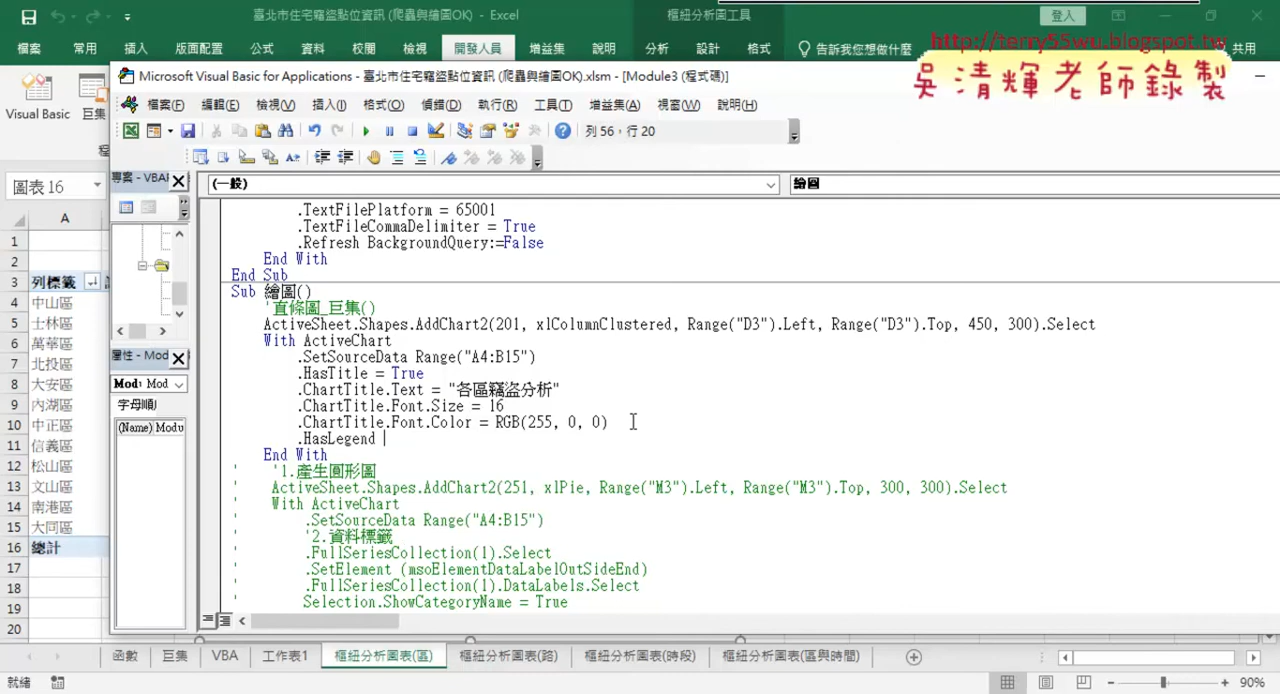 臺北市住宅竊盜點位資訊 (爬蟲與繪圖OK) - Excel
樞紐分析圖工具
登入
檔案 常用 插入 版面配置 公式 資料 校閱 檢視 開發人員 增益集 說明 分析 設計 格式 告訴我您想做什麼 共用
http://terry55wu.blogspot.tw
吳清輝老師錄製
Microsoft Visual Basic for Applications - 臺北市住宅竊盜點位資訊 (爬蟲與繪圖OK).xlsm - [Module3 (程式碼)]
檔案(F) 編輯(E) 檢視(V) 插入(I) 格式(O) 偵錯(D) 執行(R) 工具(T) 增益集(A) 視窗(W) 說明(H)
Visual Basic 巨集
列 56，行 20
圖表 16
專案 - VBA
(一般)
繪圖
A
.TextFilePlatform = 65001
.TextFileCommaDelimiter = True
.Refresh BackgroundQuery:=False
End With
End Sub
Sub 繪圖()
'直條圖_巨集()
ActiveSheet.Shapes.AddChart2(201, xlColumnClustered, Range("D3").Left, Range("D3").Top, 450, 300).Select
With ActiveChart
.SetSourceData Range("A4:B15")
.HasTitle = True
.ChartTitle.Text = "各區竊盜分析"
.ChartTitle.Font.Size = 16
.ChartTitle.Font.Color = RGB(255, 0, 0)
.HasLegend
End With
' '1.產生圓形圖
' ActiveSheet.Shapes.AddChart2(251, xlPie, Range("M3").Left, Range("M3").Top, 300, 300).Select
' With ActiveChart
' .SetSourceData Range("A4:B15")
' '2.資料標籤
' .FullSeriesCollection(1).Select
' .SetElement (msoElementDataLabelOutSideEnd)
' .FullSeriesCollection(1).DataLabels.Select
' Selection.ShowCategoryName = True
屬性 - Mod
Mod Mod
字母順
(Name) Modu
1
2
3 列標籤
4 中山區
5 士林區
6 萬華區
7 北投區
8 大安區
9 內湖區
10 中正區
11 信義區
12 松山區
13 文山區
14 南港區
15 大同區
16 總計
17
18
19
20
函數 巨集 VBA 工作表1 樞紐分析圖表(區) 樞紐分析圖表(路) 樞紐分析圖表(時段) 樞紐分析圖表(區與時間)
就緒
90%